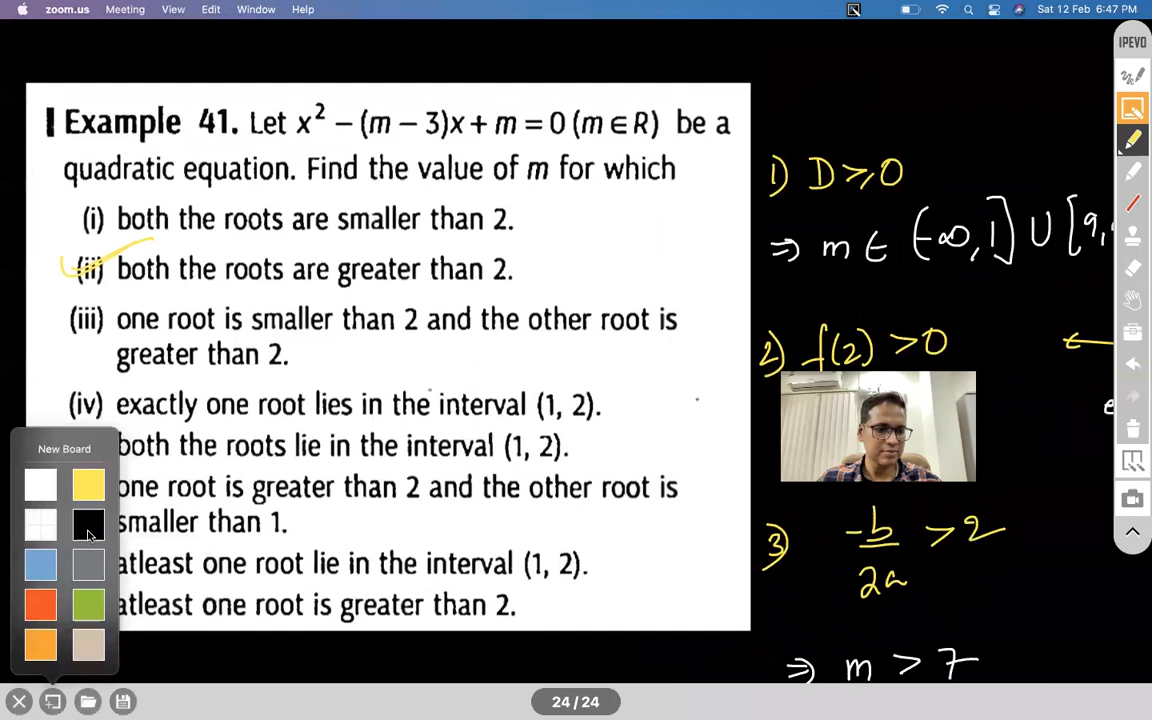 zoom.us Meeting View Edit Window Help Sat 12 Feb 6:47 PM
IPEVO
Example 41. Let x² − (m − 3)x + m = 0 (m ∈ R) be a
quadratic equation. Find the value of m for which
(i) both the roots are smaller than 2.
(ii) both the roots are greater than 2.
(iii) one root is smaller than 2 and the other root is
greater than 2.
(iv) exactly one root lies in the interval (1, 2).
both the roots lie in the interval (1, 2).
one root is greater than 2 and the other root is
smaller than 1.
atleast one root lie in the interval (1, 2).
atleast one root is greater than 2.
New Board
1) D ⩾ 0
⇒ m ∈ (-∞, 1] ∪ [9,
2) f(2) > 0
3) -b/2a > 2
⇒ m > 7
24 / 24